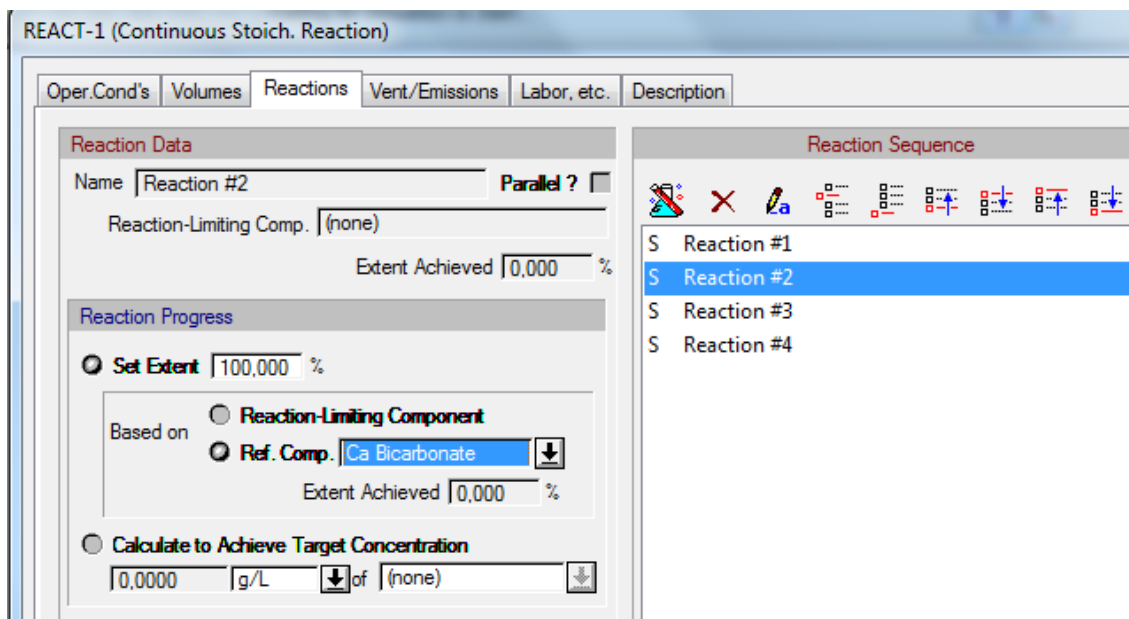 REACT-1 (Continuous Stoich. Reaction)
Oper.Cond's Volumes Reactions Vent/Emissions Labor, etc. Description
Reaction Data
Name Reaction #2 Parallel ?
Reaction-Limiting Comp. (none)
Extent Achieved 0,000 %
Reaction Progress
Set Extent 100,000 %
Based on
Reaction-Limiting Component
Ref. Comp. Ca Bicarbonate
Extent Achieved 0,000 %
Calculate to Achieve Target Concentration
0,0000 g/L of (none)
Reaction Sequence
S Reaction #1
S Reaction #2
S Reaction #3
S Reaction #4